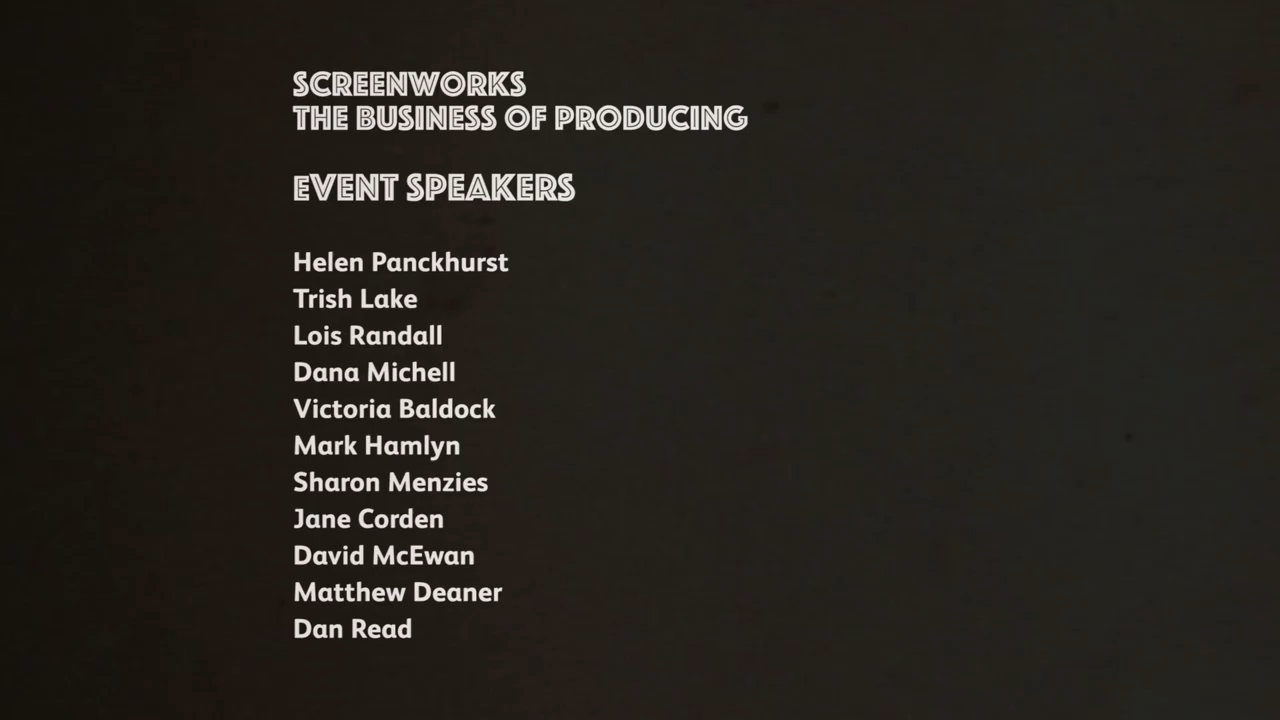 SCREENWORKS
THE BUSINESS OF PRODUCING
EVENT SPEAKERS
Helen Panckhurst
Trish Lake
Lois Randall
Dana Michell
Victoria Baldock
Mark Hamlyn
Sharon Menzies
Jane Corden
David McEwan
Matthew Deaner
Dan Read